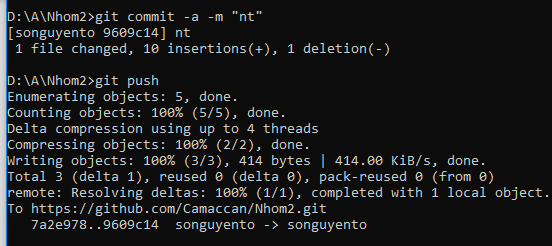 D:\A\Nhom2>git commit -a -m "nt"
[songuyento 9609c14] nt
 1 file changed, 10 insertions(+), 1 deletion(-)

D:\A\Nhom2>git push
Enumerating objects: 5, done.
Counting objects: 100% (5/5), done.
Delta compression using up to 4 threads
Compressing objects: 100% (2/2), done.
Writing objects: 100% (3/3), 414 bytes | 414.00 KiB/s, done.
Total 3 (delta 1), reused 0 (delta 0), pack-reused 0 (from 0)
remote: Resolving deltas: 100% (1/1), completed with 1 local object.
To https://github.com/Camaccan/Nhom2.git
   7a2e978..9609c14  songuyento -> songuyento